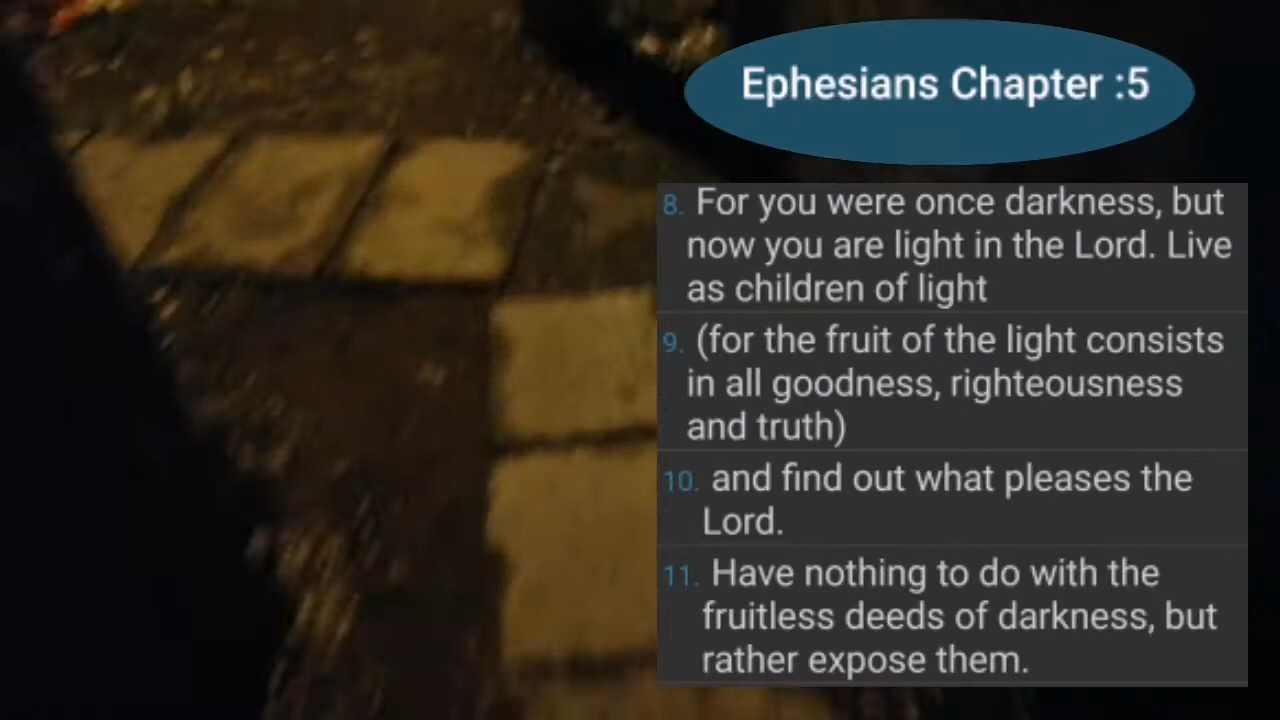 Ephesians Chapter :5
8. For you were once darkness, but
now you are light in the Lord. Live
as children of light
9. (for the fruit of the light consists
in all goodness, righteousness
and truth)
10. and find out what pleases the
Lord.
11. Have nothing to do with the
fruitless deeds of darkness, but
rather expose them.